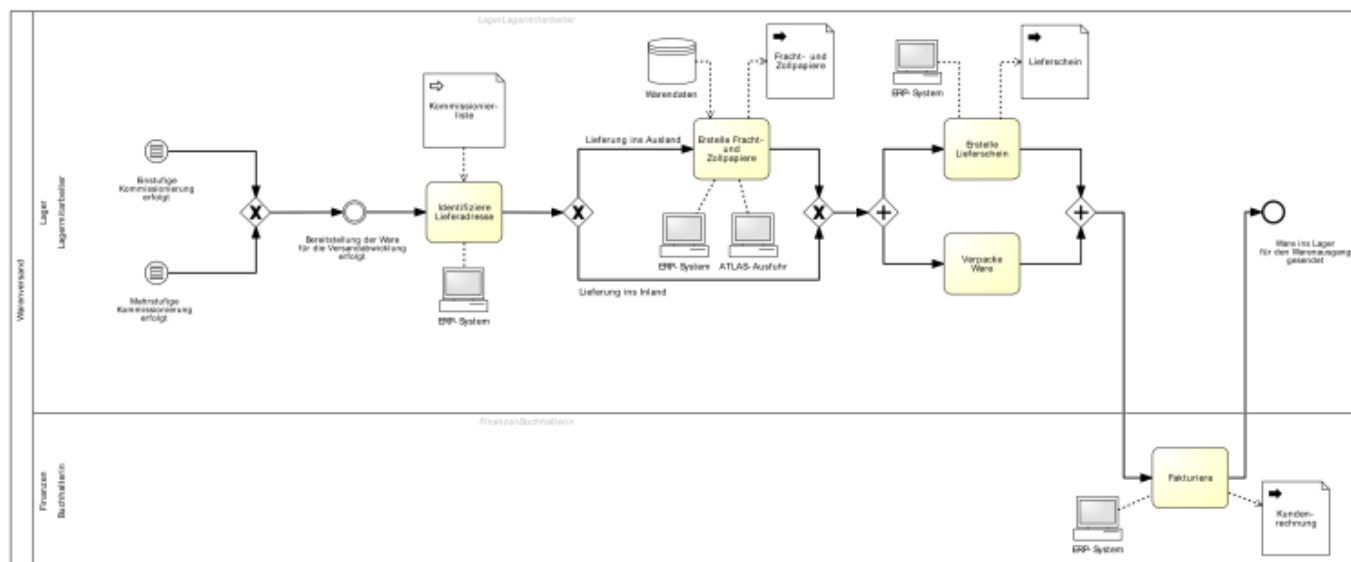 LagerLagermitarbeiter
Warenversand
Lager
Lagermitarbeiter
Einstufige
Kommissionierung
erfolgt
Mehrstufige
Kommissionierung
erfolgt
Bereitstellung der Ware
für die Versandabwicklung
erfolgt
Kommissionier-
liste
Identifiziere
Lieferadresse
ERP-System
Lieferung ins Ausland
Lieferung ins Inland
Warendaten
Fracht- und
Zollpapiere
Erstelle Fracht-
und
Zollpapiere
ERP-System
ATLAS-Ausfuhr
ERP-System
Lieferschein
Erstelle
Lieferschein
Verpacke
Ware
Ware ins Lager
für den Warenausgang
gesendet
FinanzenBuchhalterin
Finanzen
Buchhalterin
Fakturiere
ERP-System
Kunden-
rechnung